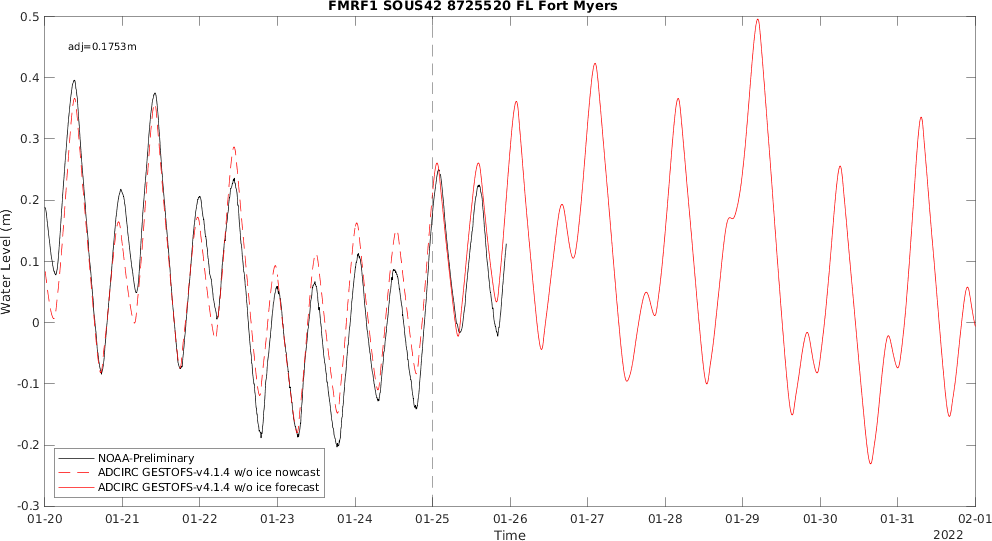 FMRF1 SOUS42 8725520 FL Fort Myers
0.5
adj=0.1753m
0.4
0.3
0.2
0.1
0
-0.1
-0.2
-0.3
Water Level (m)
NOAA-Preliminary
ADCIRC GESTOFS-v4.1.4 w/o ice nowcast
ADCIRC GESTOFS-v4.1.4 w/o ice forecast
01-20 01-21 01-22 01-23 01-24 01-25 01-26 01-27 01-28 01-29 01-30 01-31 02-01
Time
2022